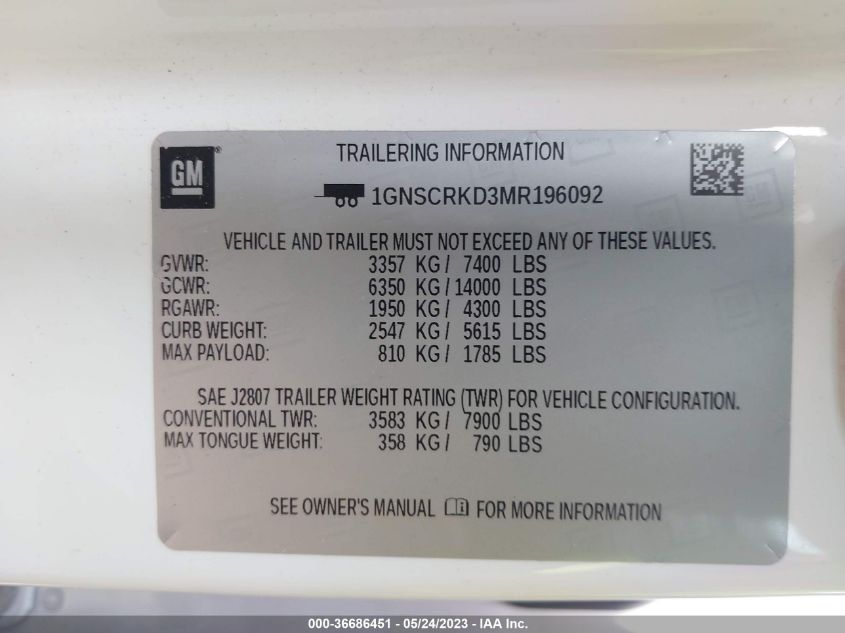 GM ®
TRAILERING INFORMATION
1GNSCRKD3MR196092
VEHICLE AND TRAILER MUST NOT EXCEED ANY OF THESE VALUES.
GVWR: 3357 KG / 7400 LBS
GCWR: 6350 KG / 14000 LBS
RGAWR: 1950 KG / 4300 LBS
CURB WEIGHT: 2547 KG / 5615 LBS
MAX PAYLOAD: 810 KG / 1785 LBS
SAE J2807 TRAILER WEIGHT RATING (TWR) FOR VEHICLE CONFIGURATION.
CONVENTIONAL TWR: 3583 KG / 7900 LBS
MAX TONGUE WEIGHT: 358 KG / 790 LBS
SEE OWNER'S MANUAL FOR MORE INFORMATION
000-36686451 - 05/24/2023 - IAA Inc.